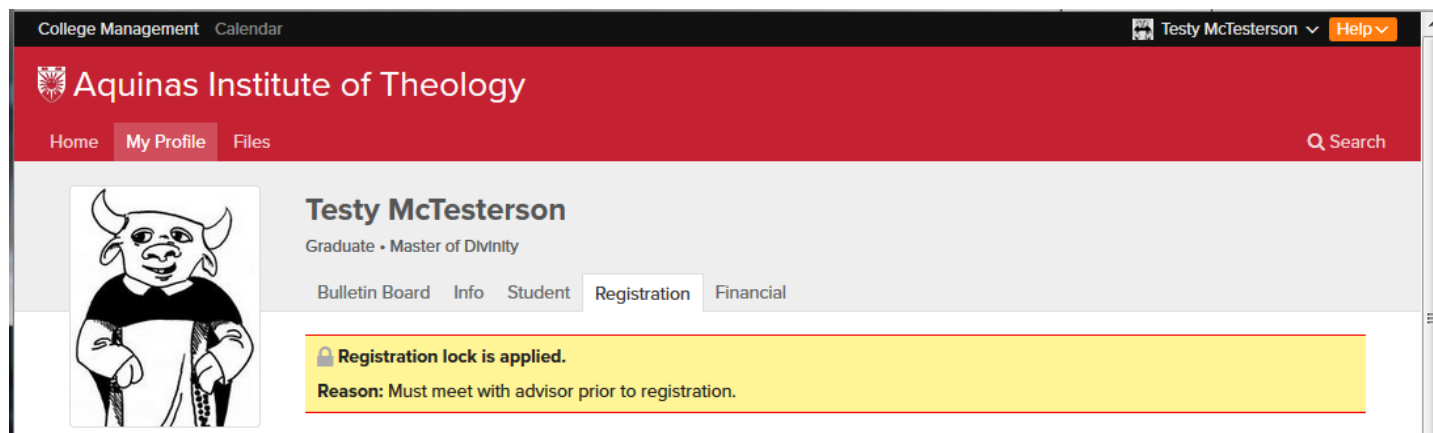 College Management Calendar Testy McTesterson Help
Aquinas Institute of Theology
Home My Profile Files Search
Testy McTesterson
Graduate • Master of Divinity
Bulletin Board Info Student Registration Financial
Registration lock is applied.
Reason: Must meet with advisor prior to registration.